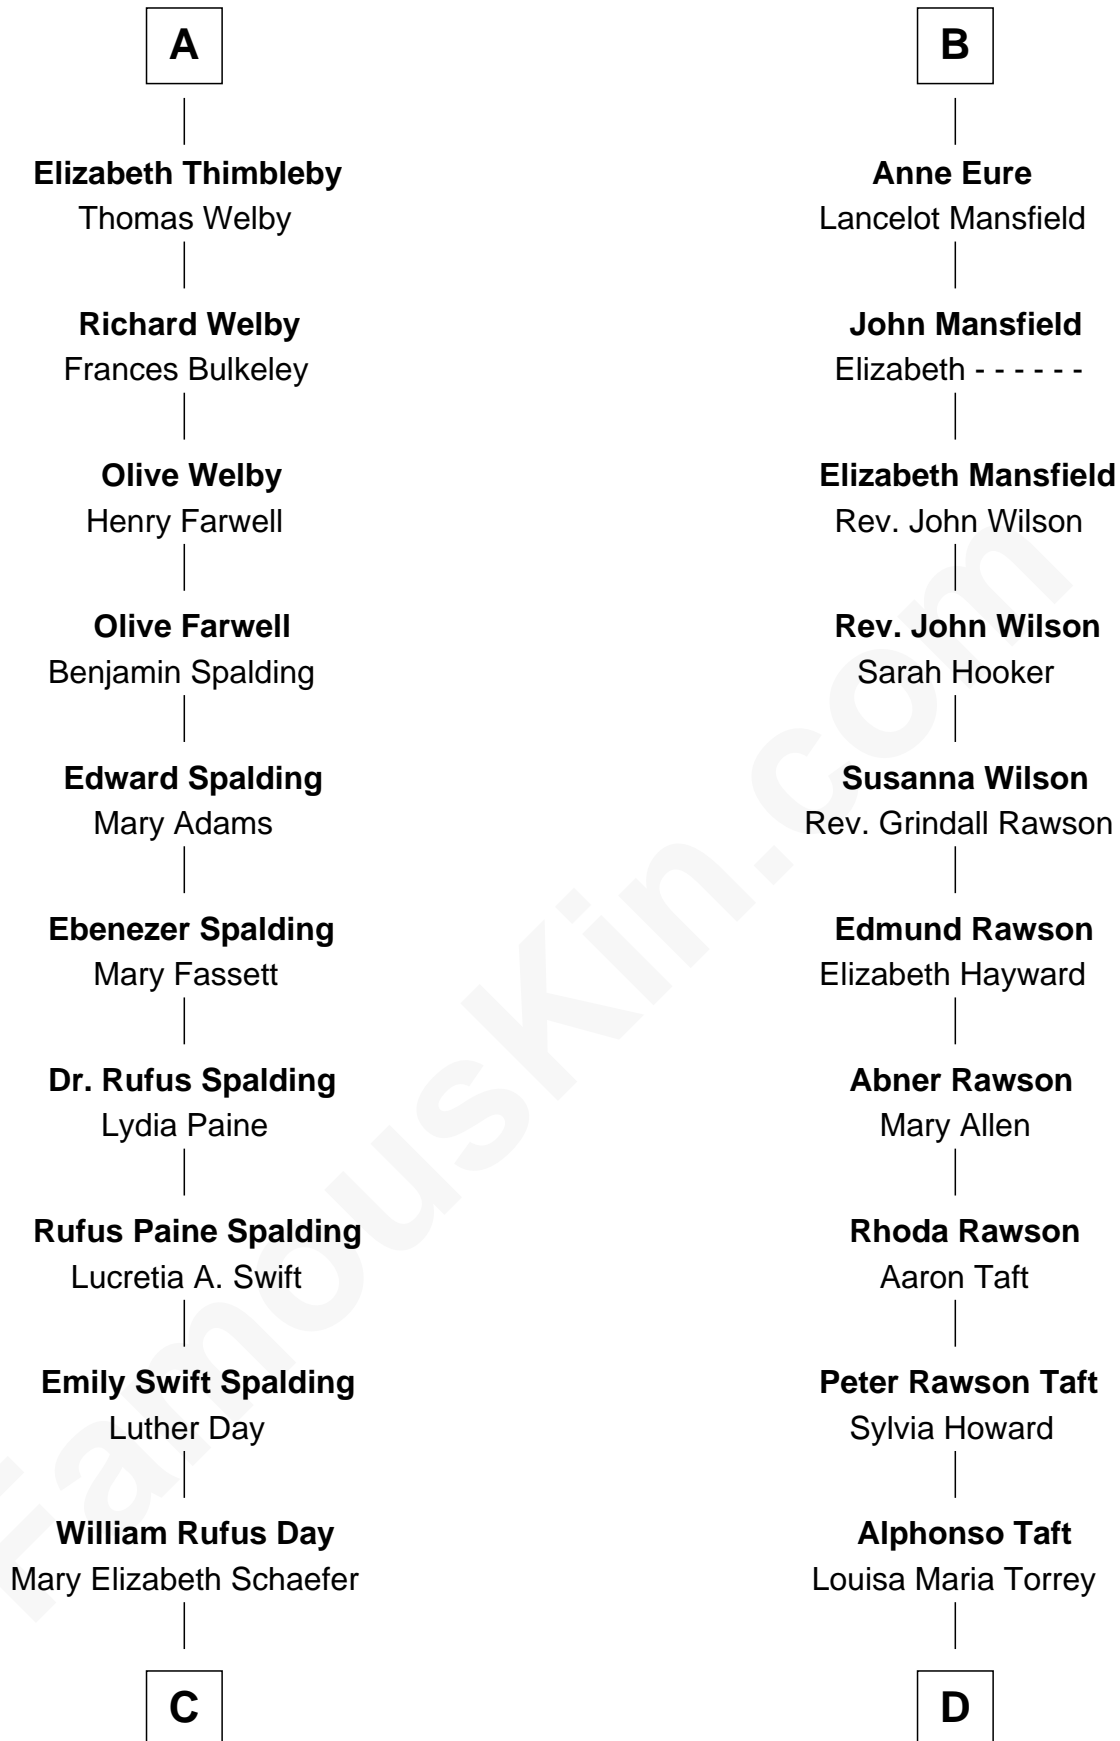 A
Elizabeth Thimbleby
Thomas Welby
Richard Welby
Frances Bulkeley
Olive Welby
Henry Farwell
Olive Farwell
Benjamin Spalding
Edward Spalding
Mary Adams
Ebenezer Spalding
Mary Fassett
Dr. Rufus Spalding
Lydia Paine
Rufus Paine Spalding
Lucretia A. Swift
Emily Swift Spalding
Luther Day
William Rufus Day
Mary Elizabeth Schaefer
C
B
Anne Eure
Lancelot Mansfield
John Mansfield
Elizabeth - - - - - -
Elizabeth Mansfield
Rev. John Wilson
Rev. John Wilson
Sarah Hooker
Susanna Wilson
Rev. Grindall Rawson
Edmund Rawson
Elizabeth Hayward
Abner Rawson
Mary Allen
Rhoda Rawson
Aaron Taft
Peter Rawson Taft
Sylvia Howard
Alphonso Taft
Louisa Maria Torrey
D
FamousKin.com